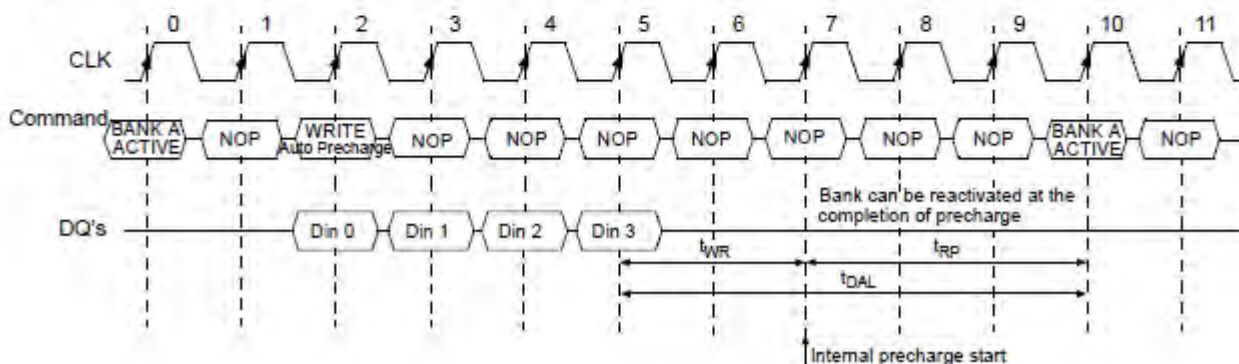 0 1 2 3 4 5 6 7 8 9 10 11
CLK
Command
BANK A ACTIVE
NOP
WRITE Auto Precharge
NOP
NOP
NOP
NOP
NOP
NOP
NOP
BANK A ACTIVE
NOP
Bank can be reactivated at the
completion of precharge
DQ's
Din 0
Din 1
Din 2
Din 3
tWR
tRP
tDAL
Internal precharge start